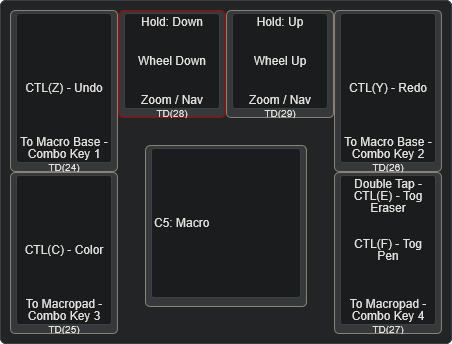 Hold: Down
Wheel Down
Zoom / Nav
TD(28)
Hold: Up
Wheel Up
Zoom / Nav
TD(29)
CTL(Z) - Undo
To Macro Base -
Combo Key 1
TD(24)
CTL(Y) - Redo
To Macro Base -
Combo Key 2
TD(26)
CTL(C) - Color
To Macropad -
Combo Key 3
TD(25)
C5: Macro
Double Tap -
CTL(E) - Tog
Eraser
CTL(F) - Tog
Pen
To Macropad -
Combo Key 4
TD(27)